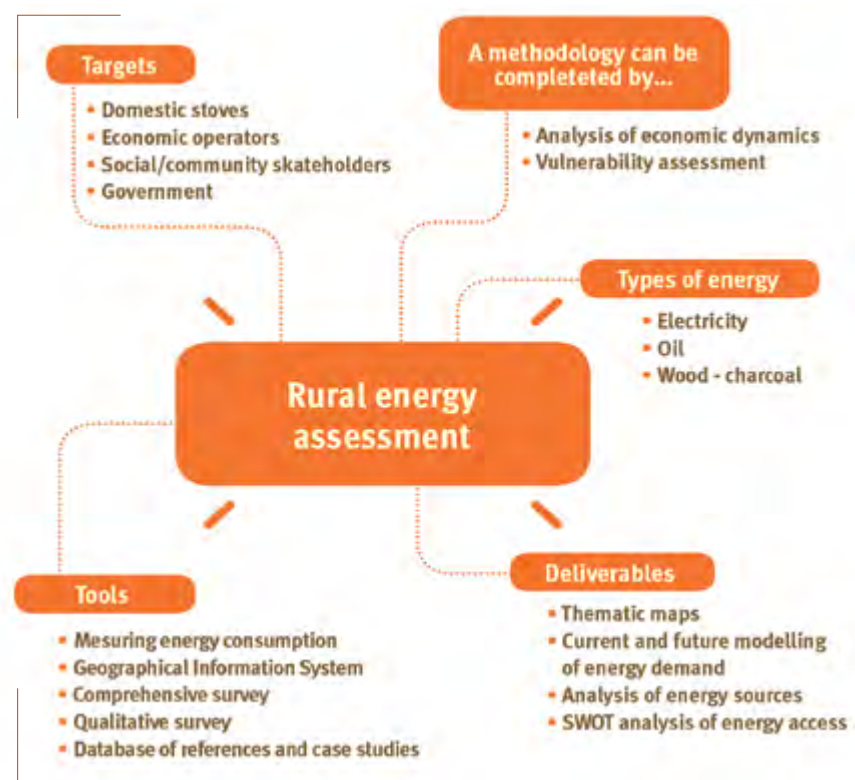 Targets
• Domestic stoves
• Economic operators
• Social/community skateholders
• Government
A methodology can be
completeted by...
• Analysis of economic dynamics
• Vulnerability assessment
Types of energy
• Electricity
• Oil
• Wood - charcoal
Rural energy
assessment
Tools
• Mesuring energy consumption
• Geographical Information System
• Comprehensive survey
• Qualitative survey
• Database of references and case studies
Deliverables
• Thematic maps
• Current and future modelling
of energy demand
• Analysis of energy sources
• SWOT analysis of energy access